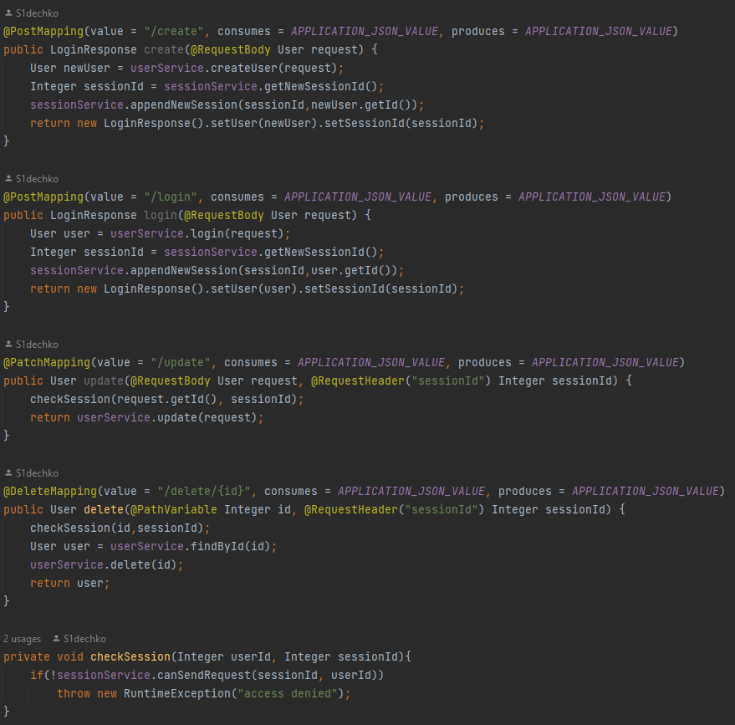 S1dechko
@PostMapping(value = "/create", consumes = APPLICATION_JSON_VALUE, produces = APPLICATION_JSON_VALUE)
public LoginResponse create(@RequestBody User request) {
    User newUser = userService.createUser(request);
    Integer sessionId = sessionService.getNewSessionId();
    sessionService.appendNewSession(sessionId,newUser.getId());
    return new LoginResponse().setUser(newUser).setSessionId(sessionId);
}
S1dechko
@PostMapping(value = "/login", consumes = APPLICATION_JSON_VALUE, produces = APPLICATION_JSON_VALUE)
public LoginResponse login(@RequestBody User request) {
    User user = userService.login(request);
    Integer sessionId = sessionService.getNewSessionId();
    sessionService.appendNewSession(sessionId,user.getId());
    return new LoginResponse().setUser(user).setSessionId(sessionId);
}
S1dechko
@PatchMapping(value = "/update", consumes = APPLICATION_JSON_VALUE, produces = APPLICATION_JSON_VALUE)
public User update(@RequestBody User request, @RequestHeader("sessionId") Integer sessionId) {
    checkSession(request.getId(), sessionId);
    return userService.update(request);
}
S1dechko
@DeleteMapping(value = "/delete/{id}", consumes = APPLICATION_JSON_VALUE, produces = APPLICATION_JSON_VALUE)
public User delete(@PathVariable Integer id, @RequestHeader("sessionId") Integer sessionId) {
    checkSession(id,sessionId);
    User user = userService.findById(id);
    userService.delete(id);
    return user;
}
2 usages S1dechko
private void checkSession(Integer userId, Integer sessionId){
    if(!sessionService.canSendRequest(sessionId, userId))
        throw new RuntimeException("access denied");
}